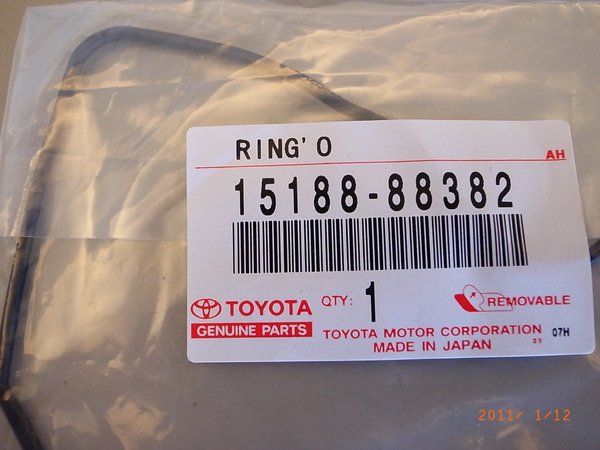 RING' O
AH
15188-88382
TOYOTA QTY: 1 REMOVABLE
GENUINE PARTS
TOYOTA MOTOR CORPORATION 07H
MADE IN JAPAN 23
2011/ 1/12